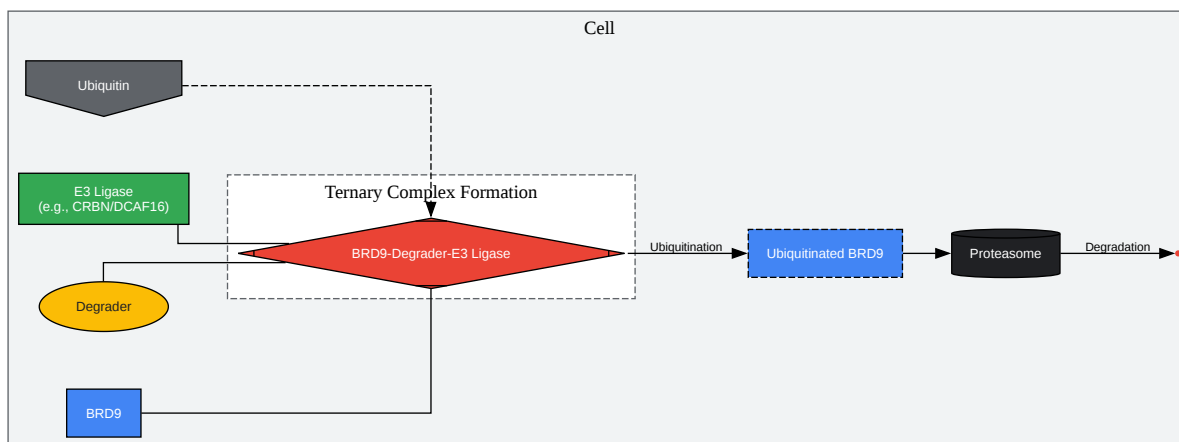 Cell
Ubiquitin
E3 Ligase
(e.g., CRBN/DCAF16)
Ternary Complex Formation
BRD9-Degrader-E3 Ligase
Ubiquitination
Ubiquitinated BRD9
Proteasome
Degradation
Degrader
BRD9